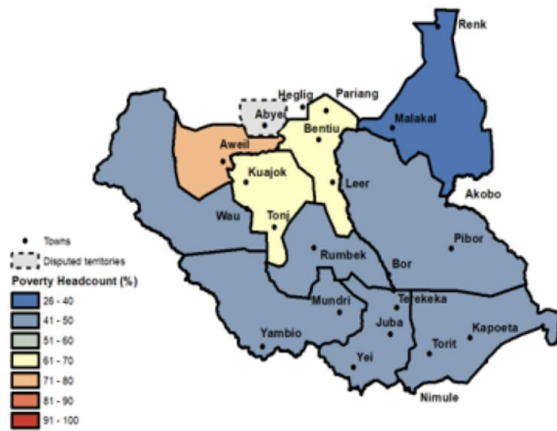 Renk
Heglig
Pariang
Abyei
Malakal
Bentiu
Aweil
Kuajok
Leer
Akobo
Wau
Tonj
Pibor
Rumbek
Bor
Mundri
Terekeka
Juba
Kapoeta
Yambio
Torit
Yei
Nimule
Towns
Disputed territories
Poverty Headcount (%)
26 - 40
41 - 50
51 - 60
61 - 70
71 - 80
81 - 90
91 - 100